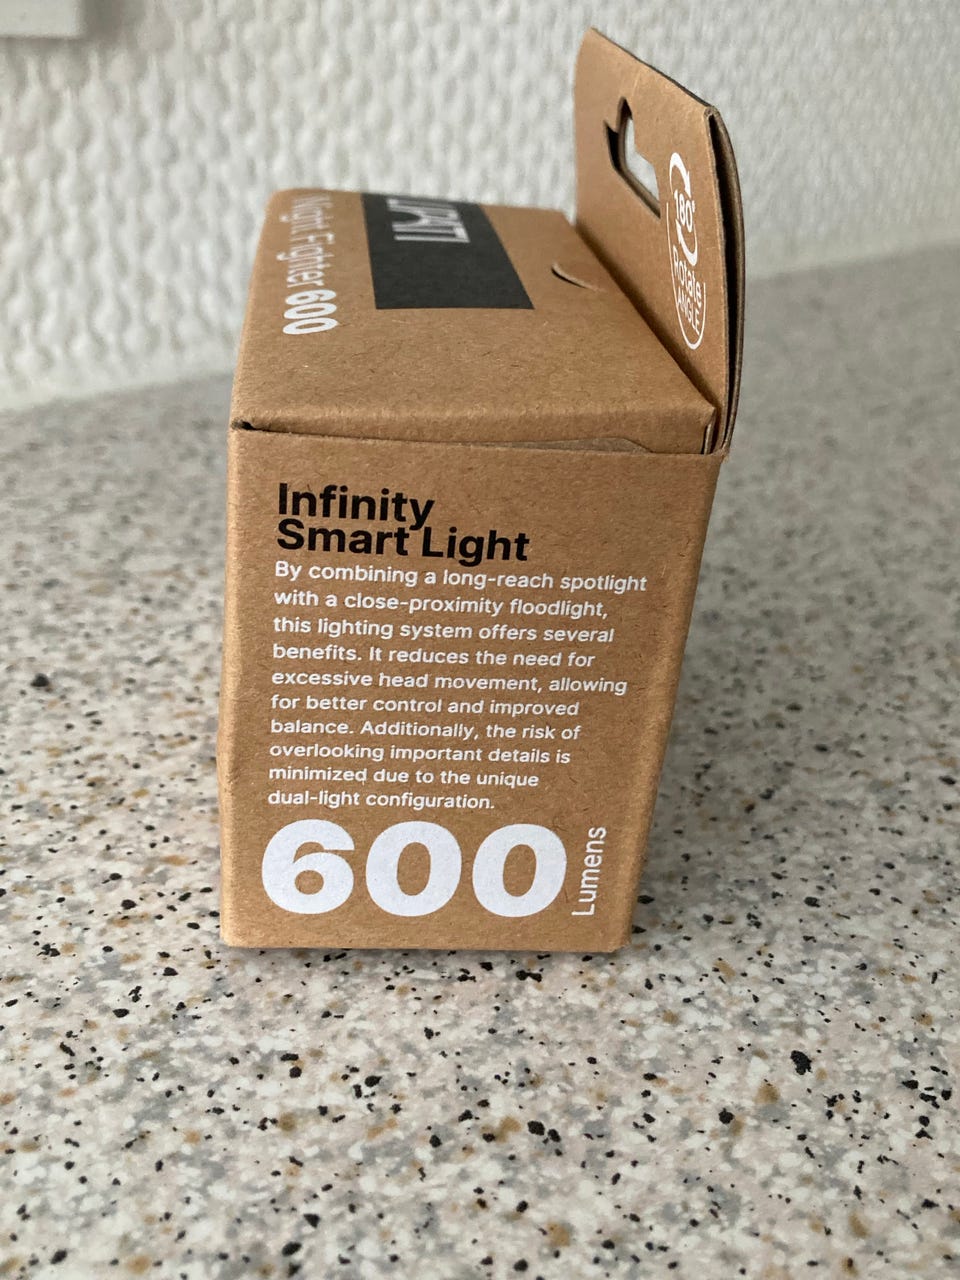 180°
Rotate
ANGLE
Night Fighter 600
Infinity
Smart Light
By combining a long-reach spotlight
with a close-proximity floodlight,
this lighting system offers several
benefits. It reduces the need for
excessive head movement, allowing
for better control and improved
balance. Additionally, the risk of
overlooking important details is
minimized due to the unique
dual-light configuration.
600
Lumens